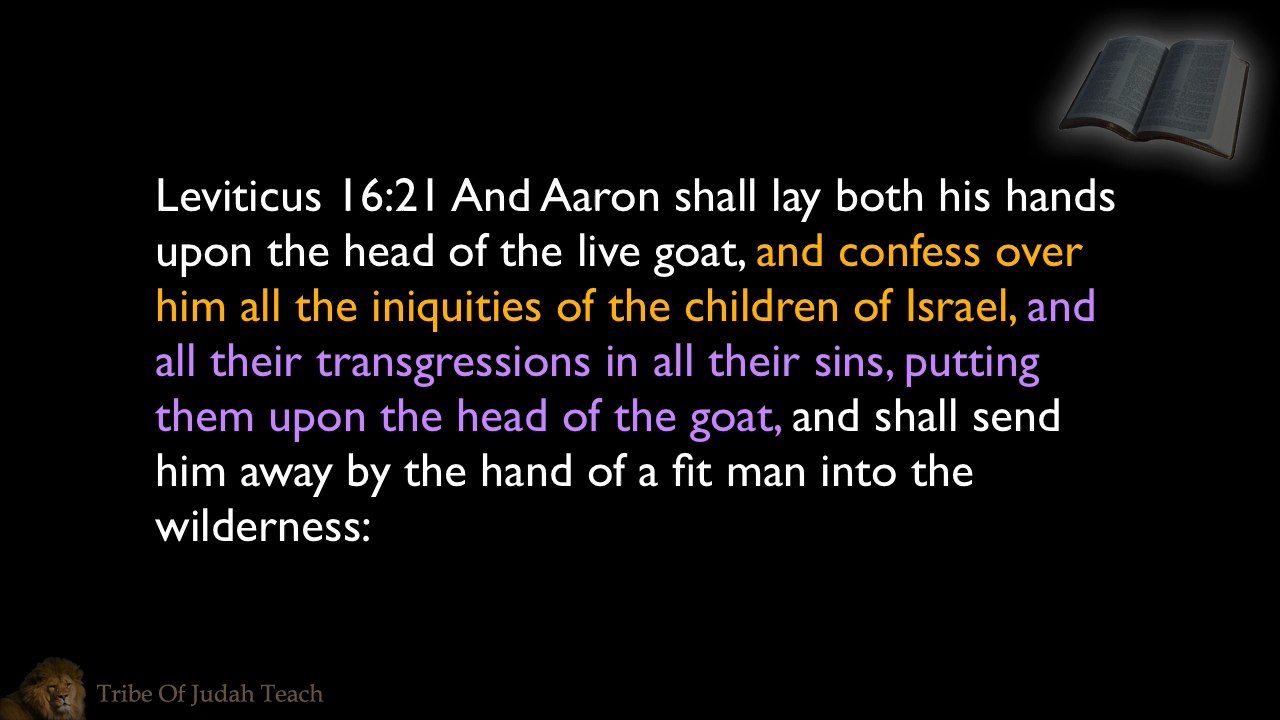 Leviticus 16:21 And Aaron shall lay both his hands
upon the head of the live goat, and confess over
him all the iniquities of the children of Israel, and
all their transgressions in all their sins, putting
them upon the head of the goat, and shall send
him away by the hand of a fit man into the
wilderness:
Tribe Of Judah Teach